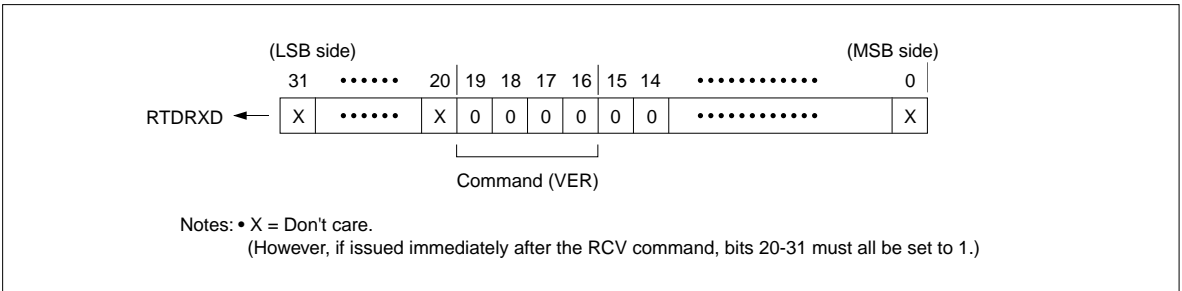 (LSB side) (MSB side)
31 •••••• 20 19 18 17 16 15 14 •••••••••••• 0
RTDRXD X •••••• X 0 0 0 0 0 0 •••••••••••• X
Command (VER)
Notes: • X = Don't care.
(However, if issued immediately after the RCV command, bits 20-31 must all be set to 1.)